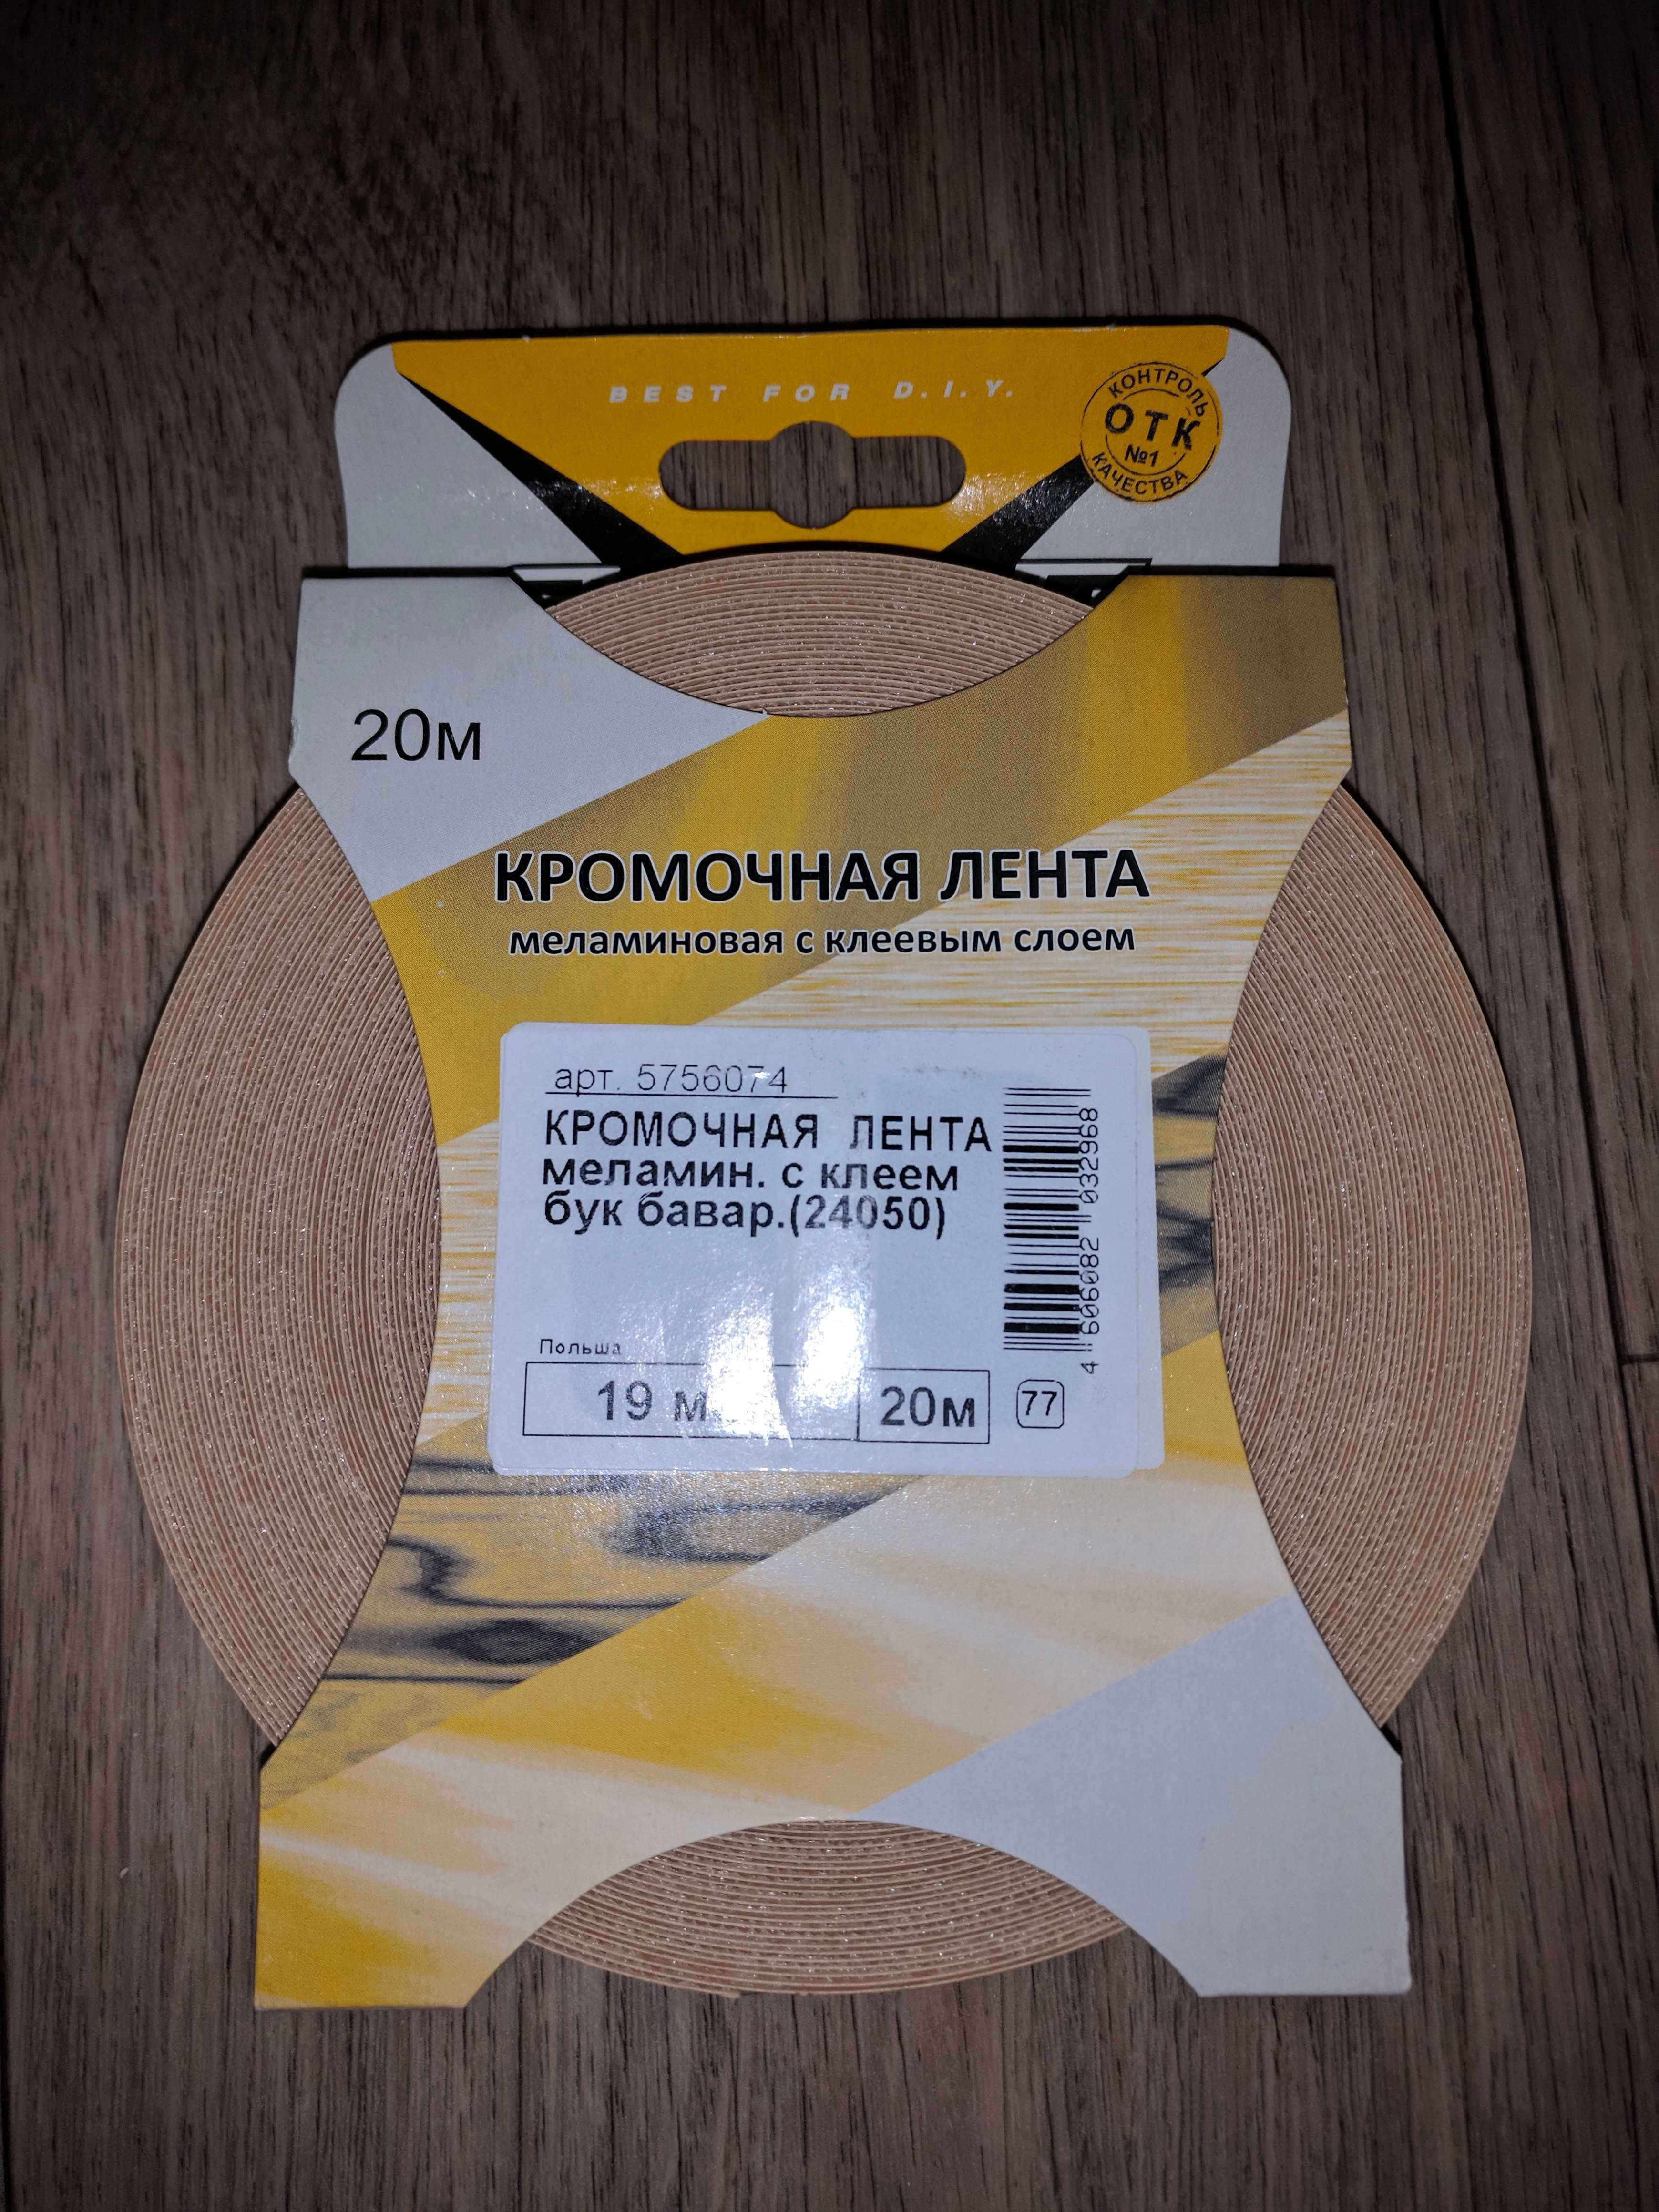 BEST FOR D.I.Y.
КОНТРОЛЬ
ОТК
№1
КАЧЕСТВА
20м
КРОМОЧНАЯ ЛЕНТА
меламиновая с клеевым слоем
арт. 5756074
КРОМОЧНАЯ ЛЕНТА
меламин. с клеем
бук бавар.(24050)
4 606082 032968
Польша
19 м
20м
77